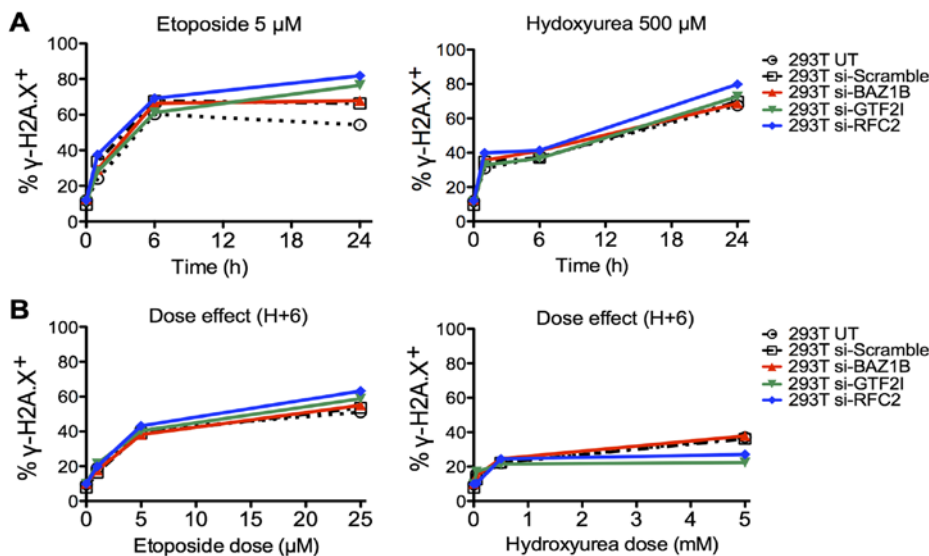 A
Etoposide 5 µM
Hydoxyurea 500 µM
% γ-H2A.X+
100
80
60
40
20
0
0 6 12 18 24
Time (h)
% γ-H2A.X+
100
80
60
40
20
0
0 6 12 18 24
Time (h)
293T UT
293T si-Scramble
293T si-BAZ1B
293T si-GTF2I
293T si-RFC2
B
Dose effect (H+6)
Dose effect (H+6)
% γ-H2A.X+
100
80
60
40
20
0
0 5 10 15 20 25
Etoposide dose (µM)
% γ-H2A.X+
100
80
60
40
20
0
0 1 2 3 4 5
Hydroxyurea dose (mM)
293T UT
293T si-Scramble
293T si-BAZ1B
293T si-GTF2I
293T si-RFC2